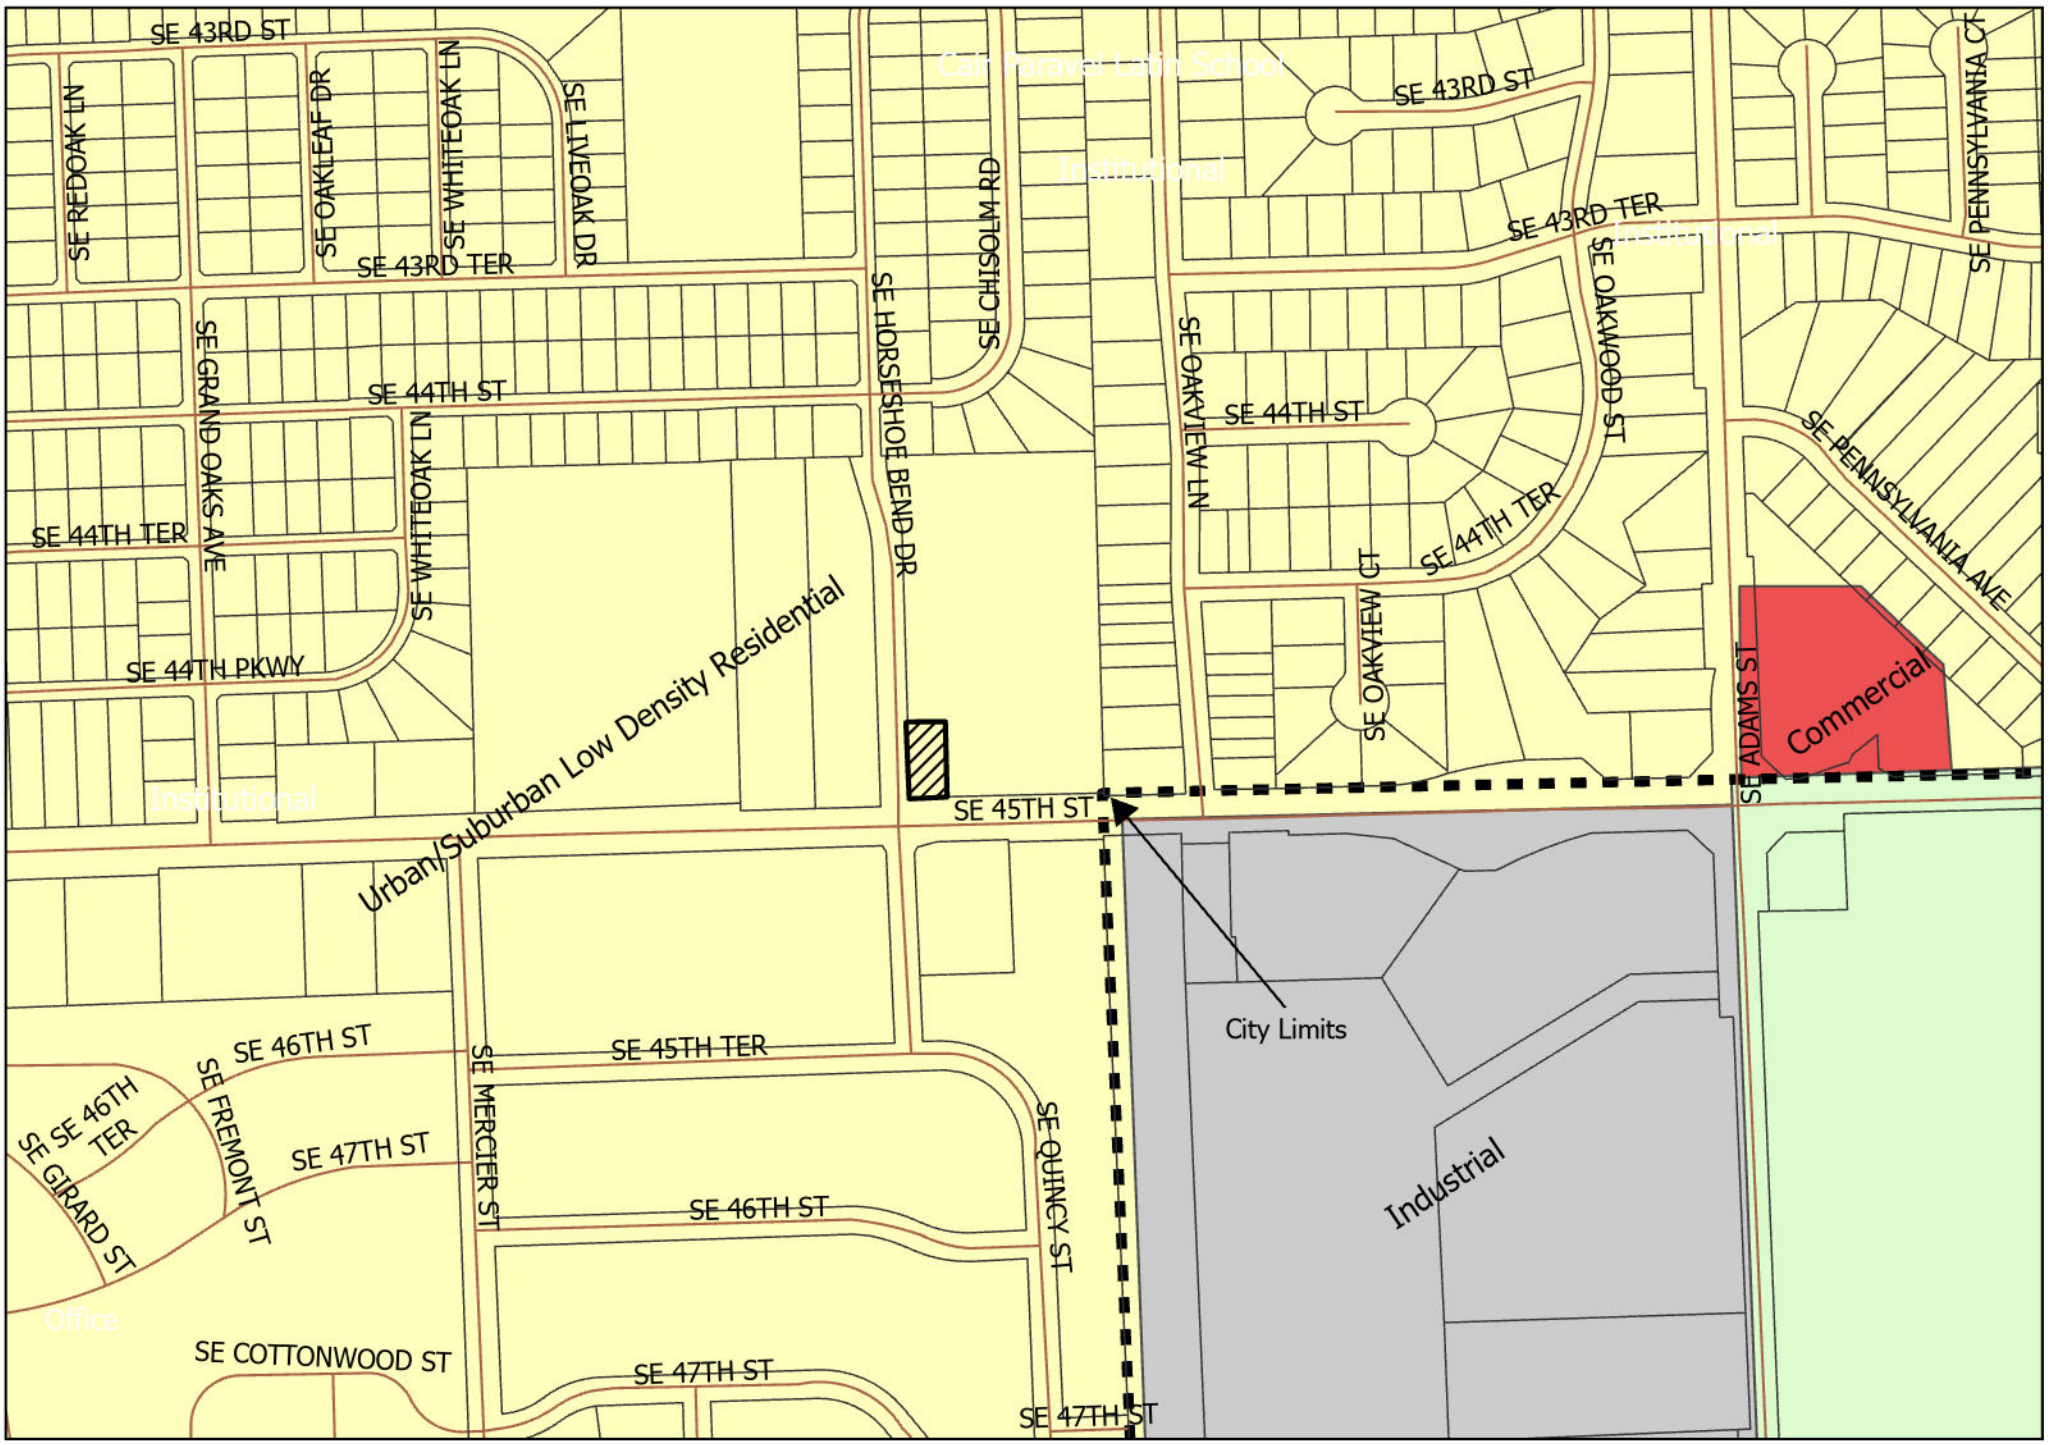 SE 43RD ST
SE REDOAK LN
SE OAKLEAF DR
SE WHITEOAK LN
SE LIVEOAK DR
SE 43RD TER
Cair Paravel Latin School
SE CHISOLM RD
Institutional
SE 43RD ST
SE 43RD TER
Institutional
SE PENNSYLVANIA CT
SE GRAND OAKS AVE
SE HORSESHOE BEND DR
SE OAKVIEW LN
SE OAKWOOD ST
SE 44TH ST
SE 44TH ST
SE WHITEOAK LN
SE 44TH TER
SE 44TH TER
SE PENNSYLVANIA AVE
SE 44TH PKWY
SE OAKVIEW CT
SE ADAMS ST
Commercial
Urban/Suburban Low Density Residential
Institutional
SE 45TH ST
City Limits
SE 46TH ST
SE 45TH TER
SE 46TH
TER
SE
SE GIRARD ST
SE FREMONT ST
SE 47TH ST
SE MERCIER ST
SE QUINCY ST
Industrial
SE 46TH ST
Office
SE COTTONWOOD ST
SE 47TH ST
SE 47TH ST